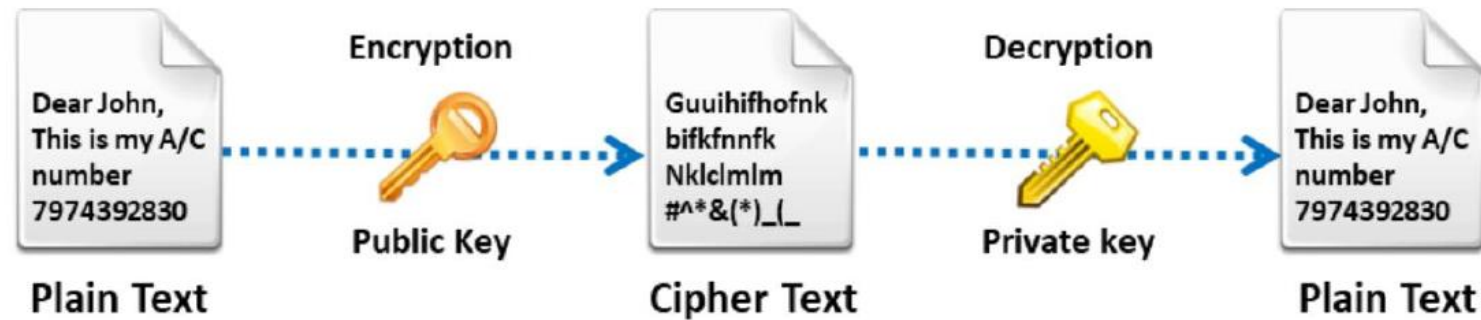 Dear John,
This is my A/C
number
7974392830
Plain Text
Encryption
Public Key
Guuihifhofnk
bifkfnnfk
Nklclmlm
#^*&(*)_(_
Cipher Text
Decryption
Private key
Dear John,
This is my A/C
number
7974392830
Plain Text